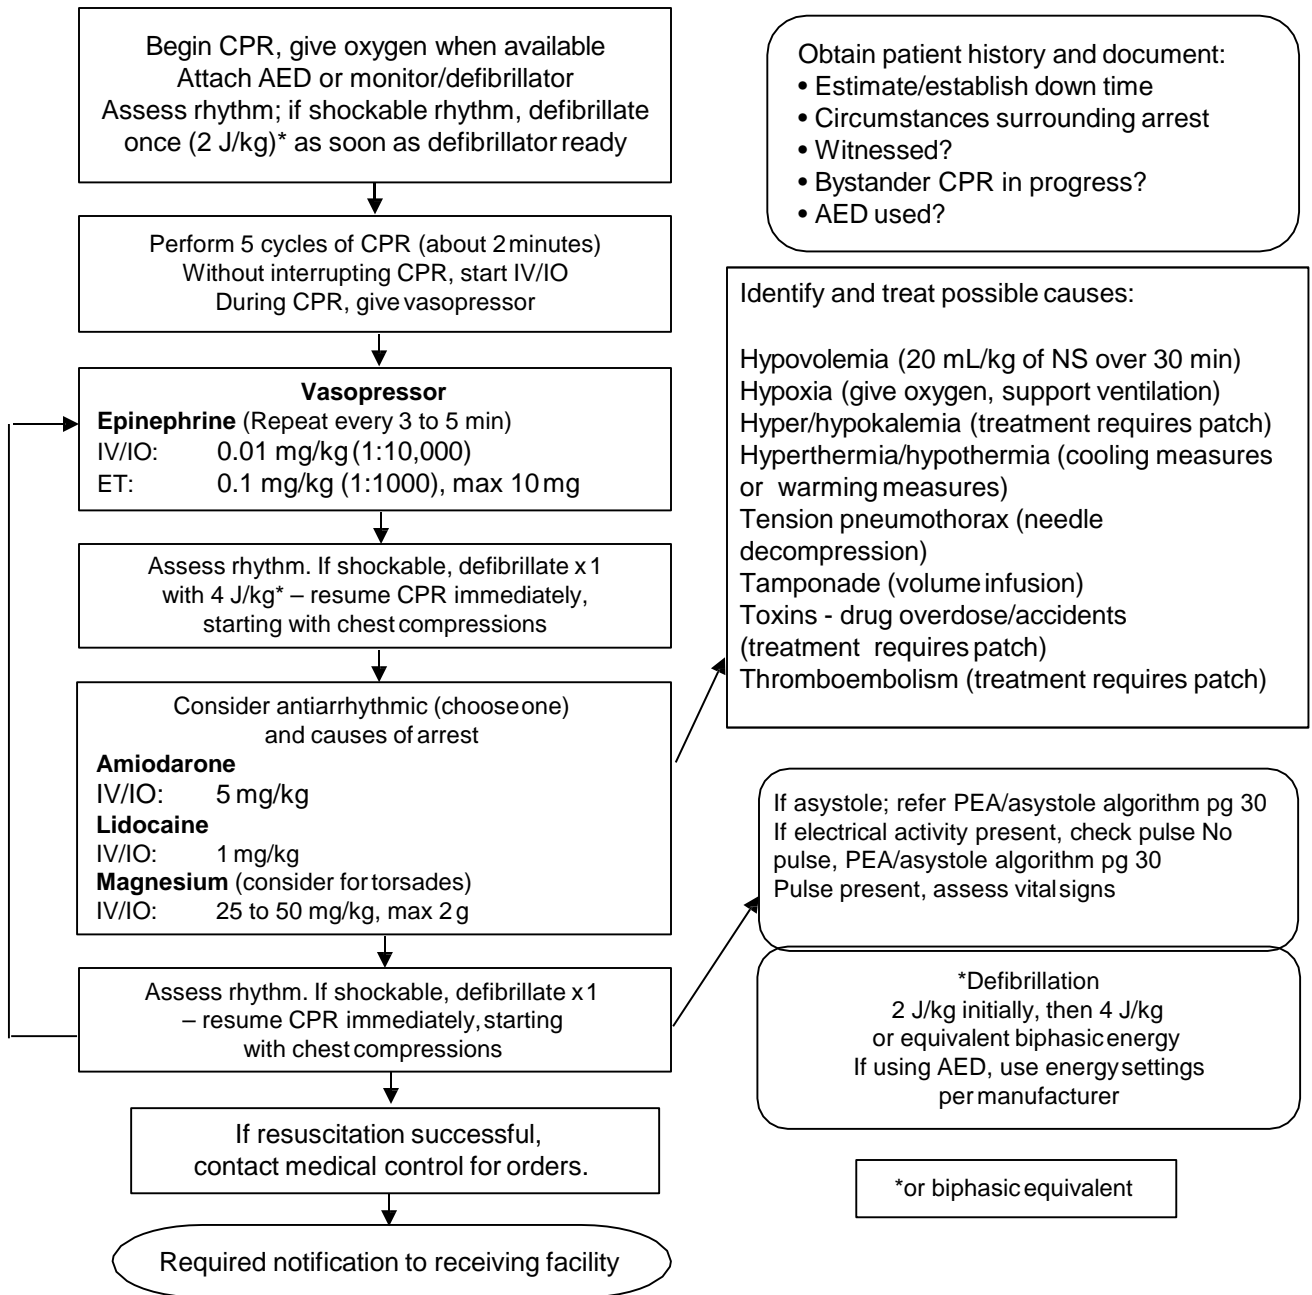 Begin CPR, give oxygen when available
Attach AED or monitor/defibrillator
Assess rhythm; if shockable rhythm, defibrillate
once (2 J/kg)* as soon as defibrillator ready
Perform 5 cycles of CPR (about 2 minutes)
Without interrupting CPR, start IV/IO
During CPR, give vasopressor
Vasopressor
Epinephrine (Repeat every 3 to 5 min)
IV/IO: 0.01 mg/kg (1:10,000)
ET: 0.1 mg/kg (1:1000), max 10 mg
Assess rhythm. If shockable, defibrillate x 1
with 4 J/kg* – resume CPR immediately,
starting with chest compressions
Consider antiarrhythmic (choose one)
and causes of arrest
Amiodarone
IV/IO: 5 mg/kg
Lidocaine
IV/IO: 1 mg/kg
Magnesium (consider for torsades)
IV/IO: 25 to 50 mg/kg, max 2 g
Assess rhythm. If shockable, defibrillate x 1
– resume CPR immediately, starting
with chest compressions
If resuscitation successful,
contact medical control for orders.
Required notification to receiving facility
Obtain patient history and document:
• Estimate/establish down time
• Circumstances surrounding arrest
• Witnessed?
• Bystander CPR in progress?
• AED used?
Identify and treat possible causes:
Hypovolemia (20 mL/kg of NS over 30 min)
Hypoxia (give oxygen, support ventilation)
Hyper/hypokalemia (treatment requires patch)
Hyperthermia/hypothermia (cooling measures
or warming measures)
Tension pneumothorax (needle
decompression)
Tamponade (volume infusion)
Toxins - drug overdose/accidents
(treatment requires patch)
Thromboembolism (treatment requires patch)
If asystole; refer PEA/asystole algorithm pg 30
If electrical activity present, check pulse No
pulse, PEA/asystole algorithm pg 30
Pulse present, assess vital signs
*Defibrillation
2 J/kg initially, then 4 J/kg
or equivalent biphasic energy
If using AED, use energy settings
per manufacturer
*or biphasic equivalent